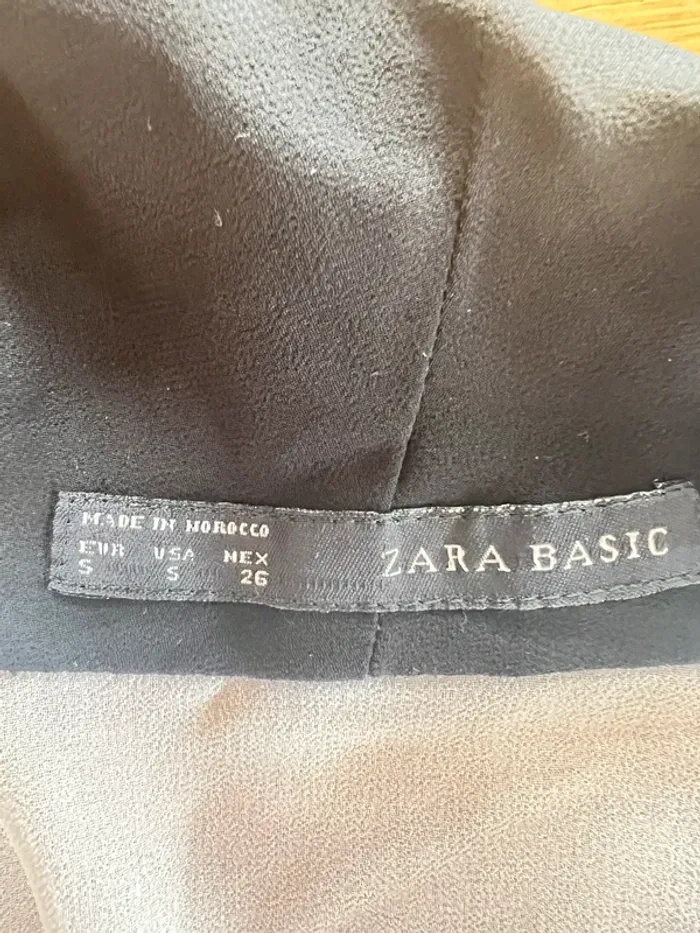 MADE IN MOROCCO
EUR USA MEX
S S 26
ZARA BASIC